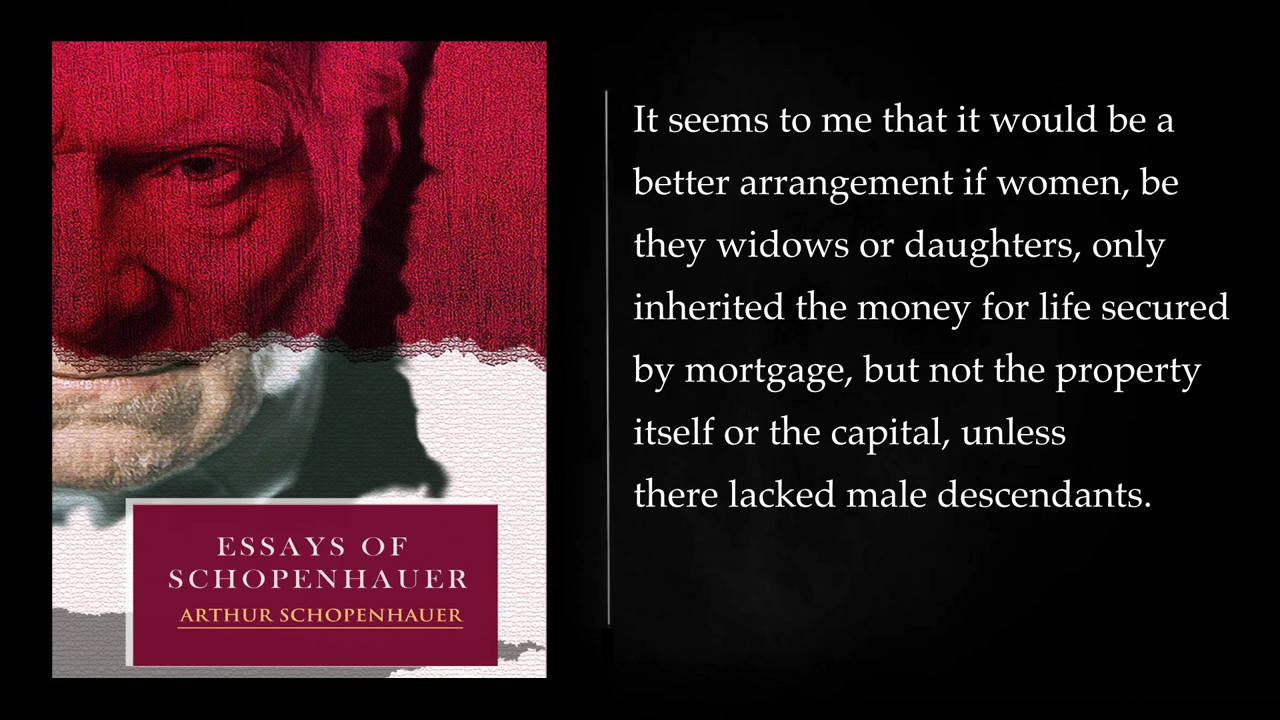 ESSAYS OF
SCHOPENHAUER
ARTHUR SCHOPENHAUER
It seems to me that it would be a
better arrangement if women, be
they widows or daughters, only
inherited the money for life secured
by mortgage, but not the property
itself or the capital, unless
there lacked male descendants.